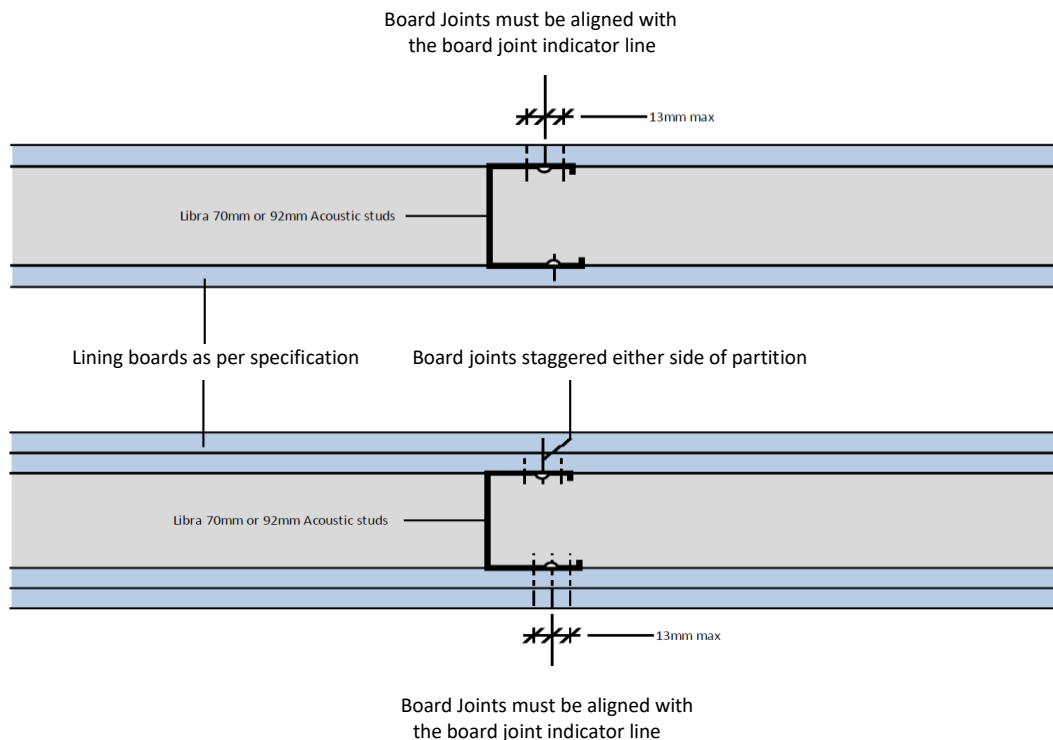 Board Joints must be aligned with
the board joint indicator line
13mm max
Libra 70mm or 92mm Acoustic studs
Lining boards as per specification
Board joints staggered either side of partition
Libra 70mm or 92mm Acoustic studs
13mm max
Board Joints must be aligned with
the board joint indicator line